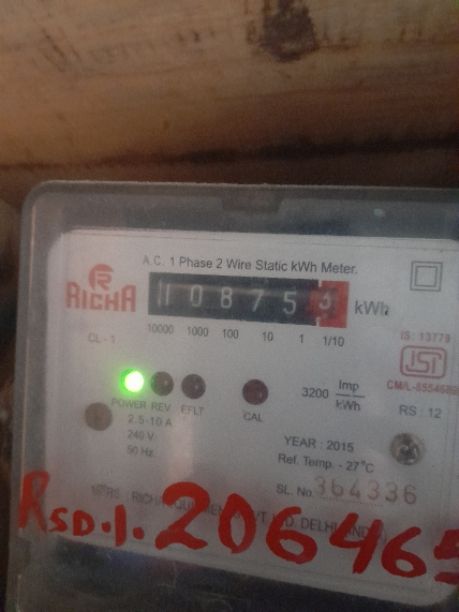 A.C. 1 Phase 2 Wire Static kWh Meter.
R
RICHA
10875 kWh
10000 1000 100 10 1 1/10
CL-1
IS: 13779
ISI
CM/L-8554689
POWER REV EFLT CAL
3200 Imp/kWh
RS : 12
2.5-10 A
240 V
50 Hz.
YEAR : 2015
Ref. Temp. - 27°C
SL. No. 364336
RSD.1.206465